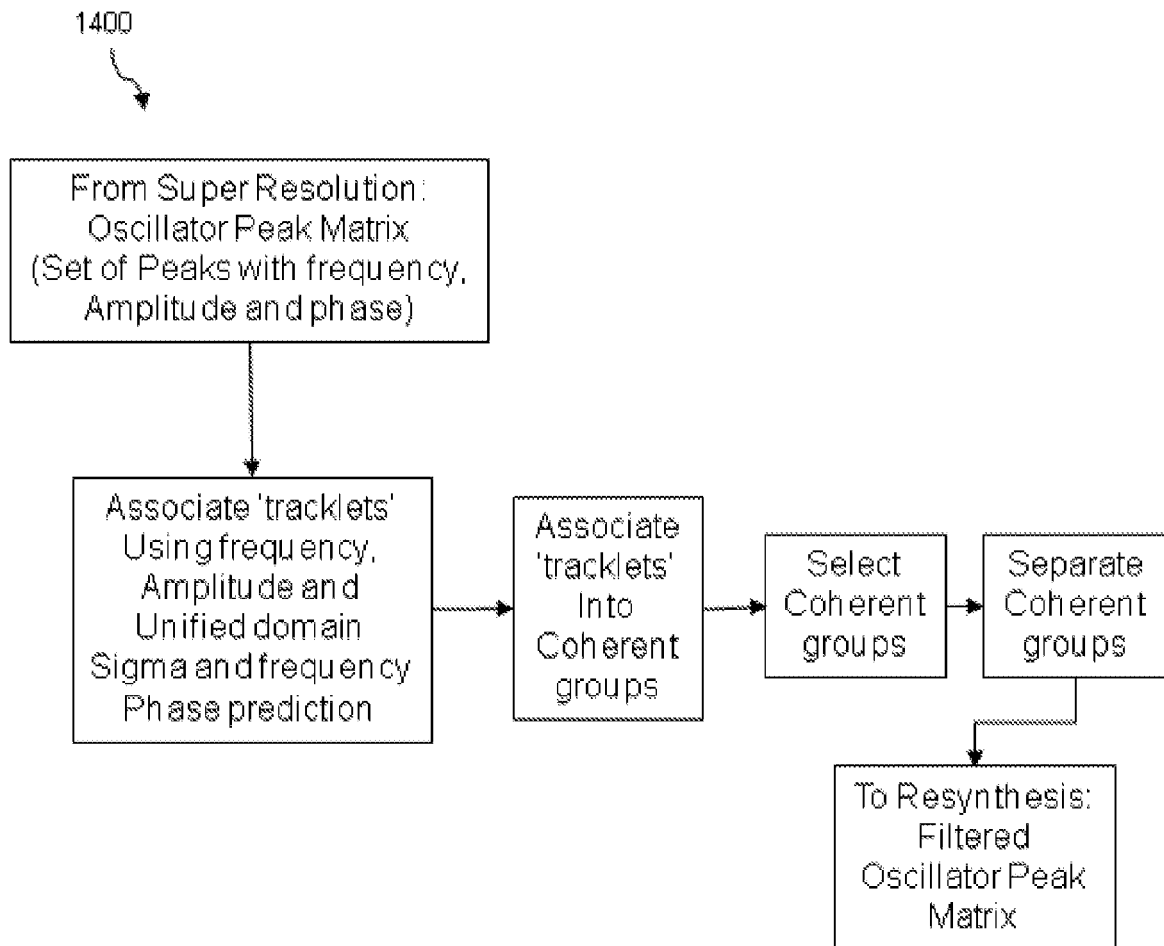 1400
From Super Resolution:
Oscillator Peak Matrix
(Set of Peaks with frequency,
Amplitude and phase)
Associate 'tracklets'
Using frequency,
Amplitude and
Unified domain
Sigma and frequency
Phase prediction
Associate
'tracklets'
Into
Coherent
groups
Select
Coherent
groups
Separate
Coherent
groups
To Resynthesis:
Filtered
Oscillator Peak
Matrix